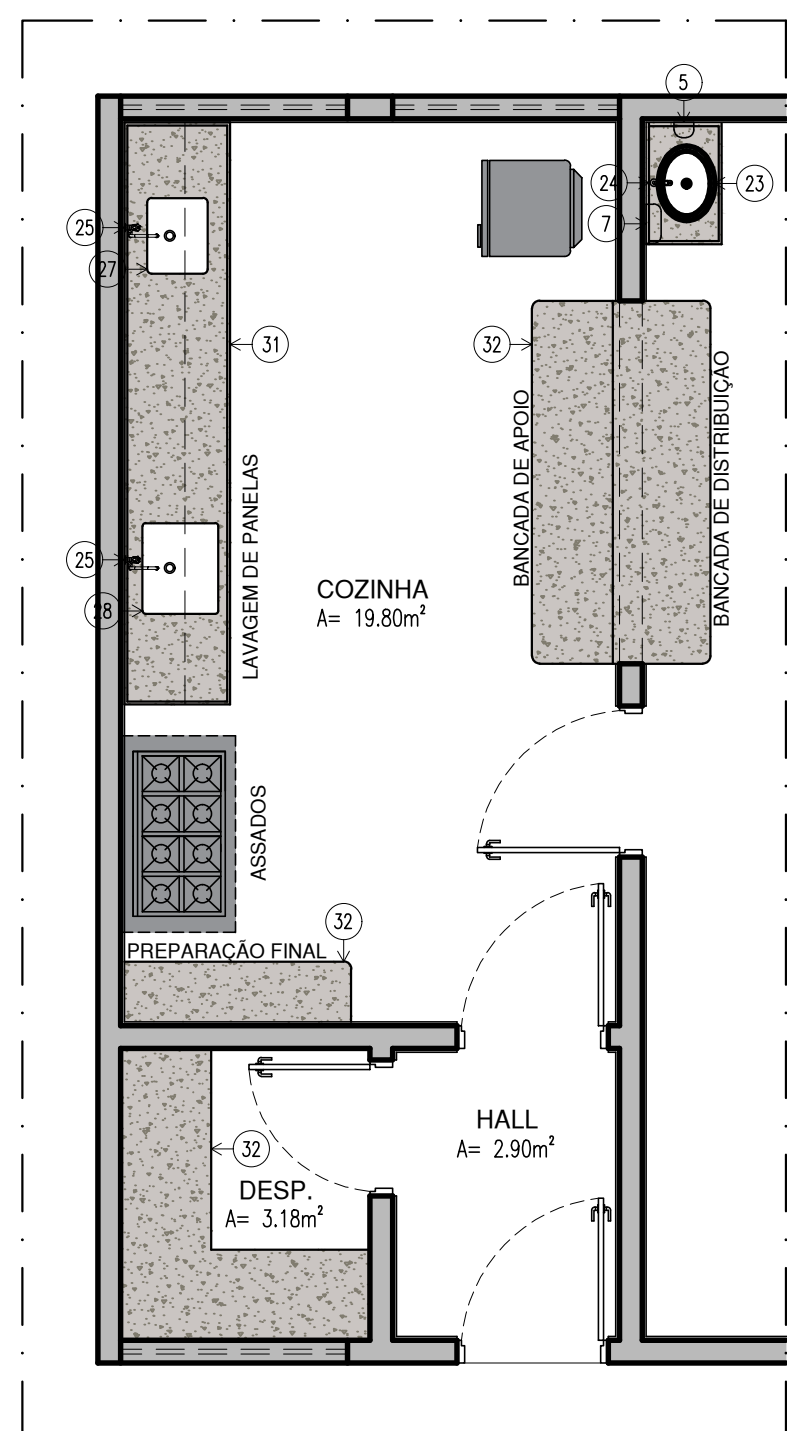 5
24
23
25
7
27
31
32
BANCADA DE APOIO
BANCADA DE DISTRIBUIÇÃO
LAVAGEM DE PANELAS
25
28
COZINHA
A= 19.80m²
ASSADOS
32
PREPARAÇÃO FINAL
HALL
A= 2.90m²
32
DESP.
A= 3.18m²